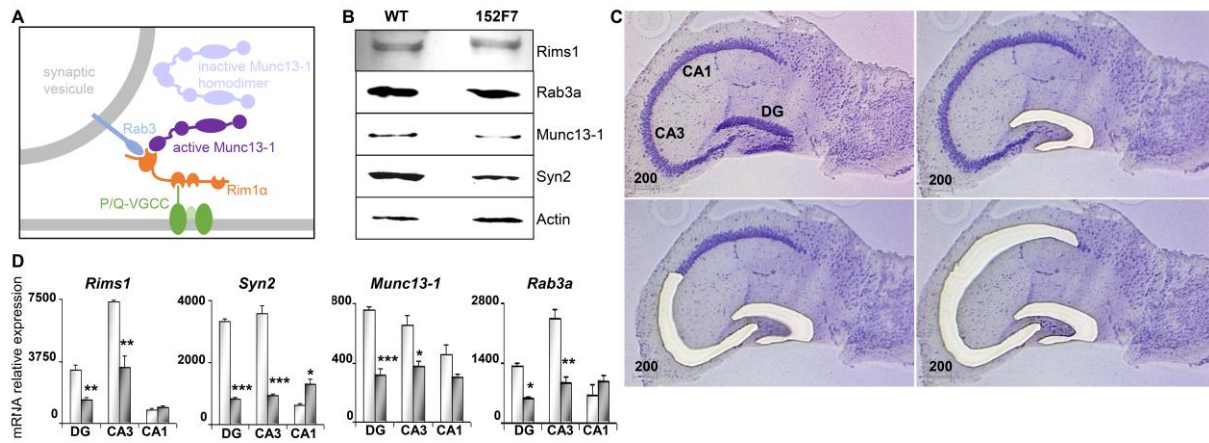 A
synaptic
vesicule
inactive Munc13-1
homodimer
Rab3
active Munc13-1
Rim1α
P/Q-VGCC
B
WT 152F7
Rims1
Rab3a
Munc13-1
Syn2
Actin
C
CA1
DG
CA3
200
200
200
200
D
mRNA relative expression
Rims1
7500
3750
0
** **
DG CA3 CA1
Syn2
4000
2000
0
*** *** *
DG CA3 CA1
Munc13-1
800
400
0
*** *
DG CA3 CA1
Rab3a
2800
1400
0
* **
DG CA3 CA1